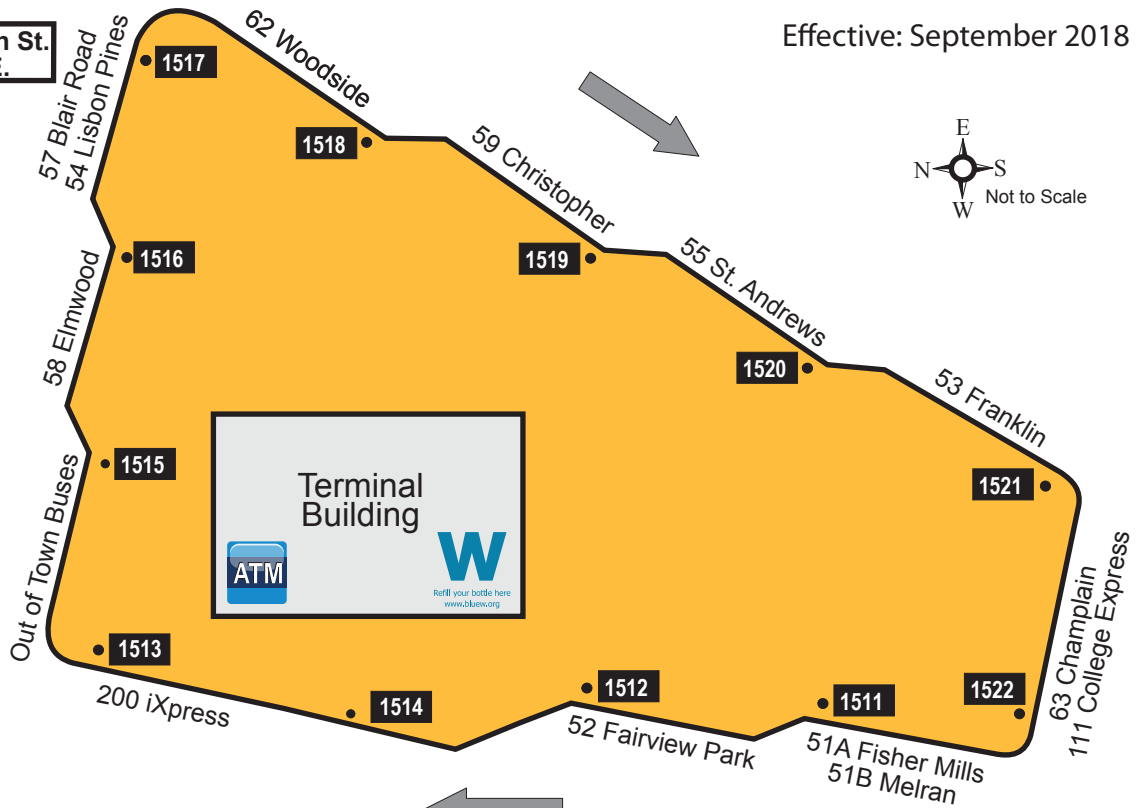 St.
Effective: September 2018
62 Woodside
57 Blair Road
54 Lisbon Pines
1517
1518
59 Christopher
E
N
S
W
Not to Scale
1516
1519
55 St. Andrews
58 Elmwood
1520
53 Franklin
1515
Terminal
Building
ATM
W
Refill your bottle here
www.bluew.org
1521
Out of Town Buses
63 Champlain
111 College Express
1513
200 iXpress
1514
1512
52 Fairview Park
1511
1522
51A Fisher Mills
51B Melran